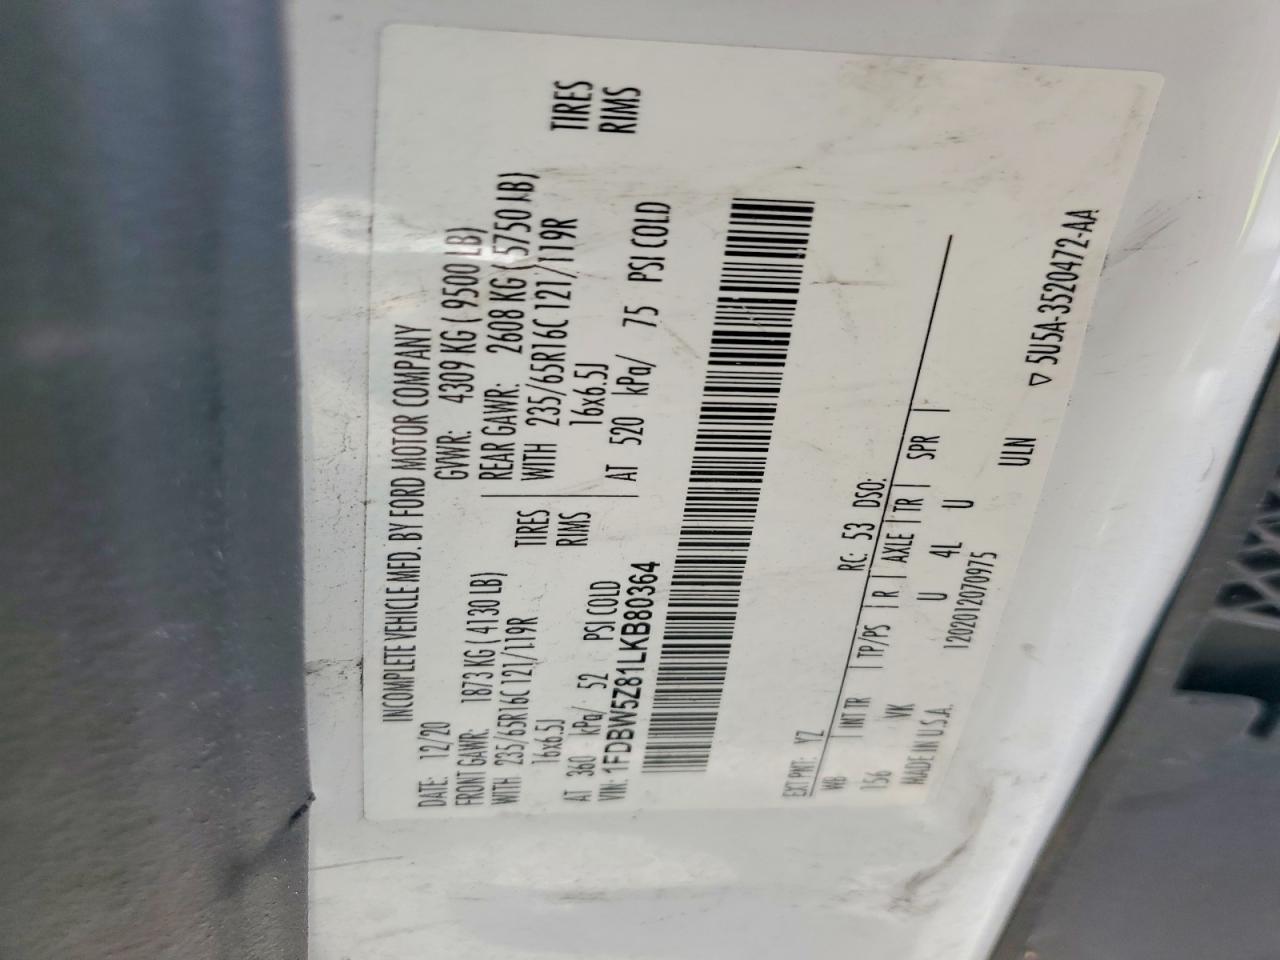 INCOMPLETE VEHICLE MFD. BY FORD MOTOR COMPANY
DATE: 12/20 GVWR: 4309 KG ( 9500 LB)
FRONT GAWR: 1873 KG ( 4130 LB) REAR GAWR: 2608 KG ( 5750 LB)
WITH 235/65R16C 121/119R TIRES WITH 235/65R16C 121/119R TIRES
16x6.5J RIMS 16x6.5J RIMS
AT 360 kPa/ 52 PSI COLD AT 520 kPa/ 75 PSI COLD
VIN: 1FDBW5Z81LKB80364
EXT PNT: YZ RC: 53 DSO:
WB INT TR TP/PS R AXLE TR SPR
156 VK U 4L U
MADE IN U.S.A. 1202012070975 ULN
▽ 5U5A-3520472-AA